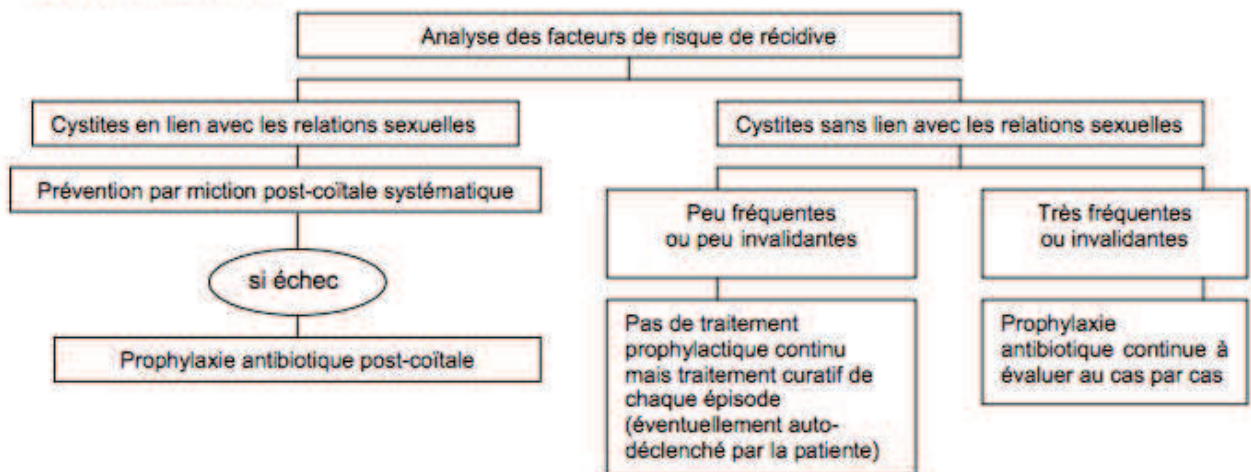 Analyse des facteurs de risque de récidive
Cystites en lien avec les relations sexuelles
Cystites sans lien avec les relations sexuelles
Prévention par miction post-coïtale systématique
Peu fréquentes
ou peu invalidantes
Très fréquentes
ou invalidantes
si échec
Prophylaxie antibiotique post-coïtale
Pas de traitement
prophylactique continu
mais traitement curatif de
chaque épisode
(éventuellement auto-
déclenché par la patiente)
Prophylaxie
antibiotique continue à
évaluer au cas par cas